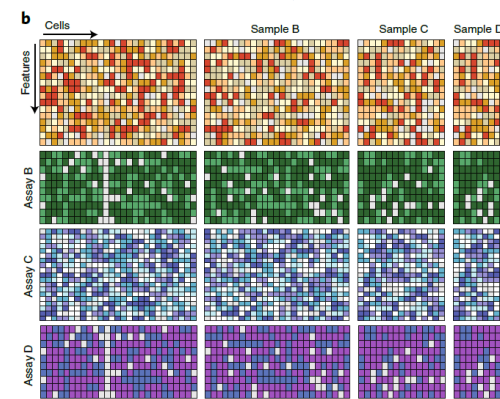 b
Cells
Sample B
Sample C
Sample D
Features
Assay B
Assay C
Assay D